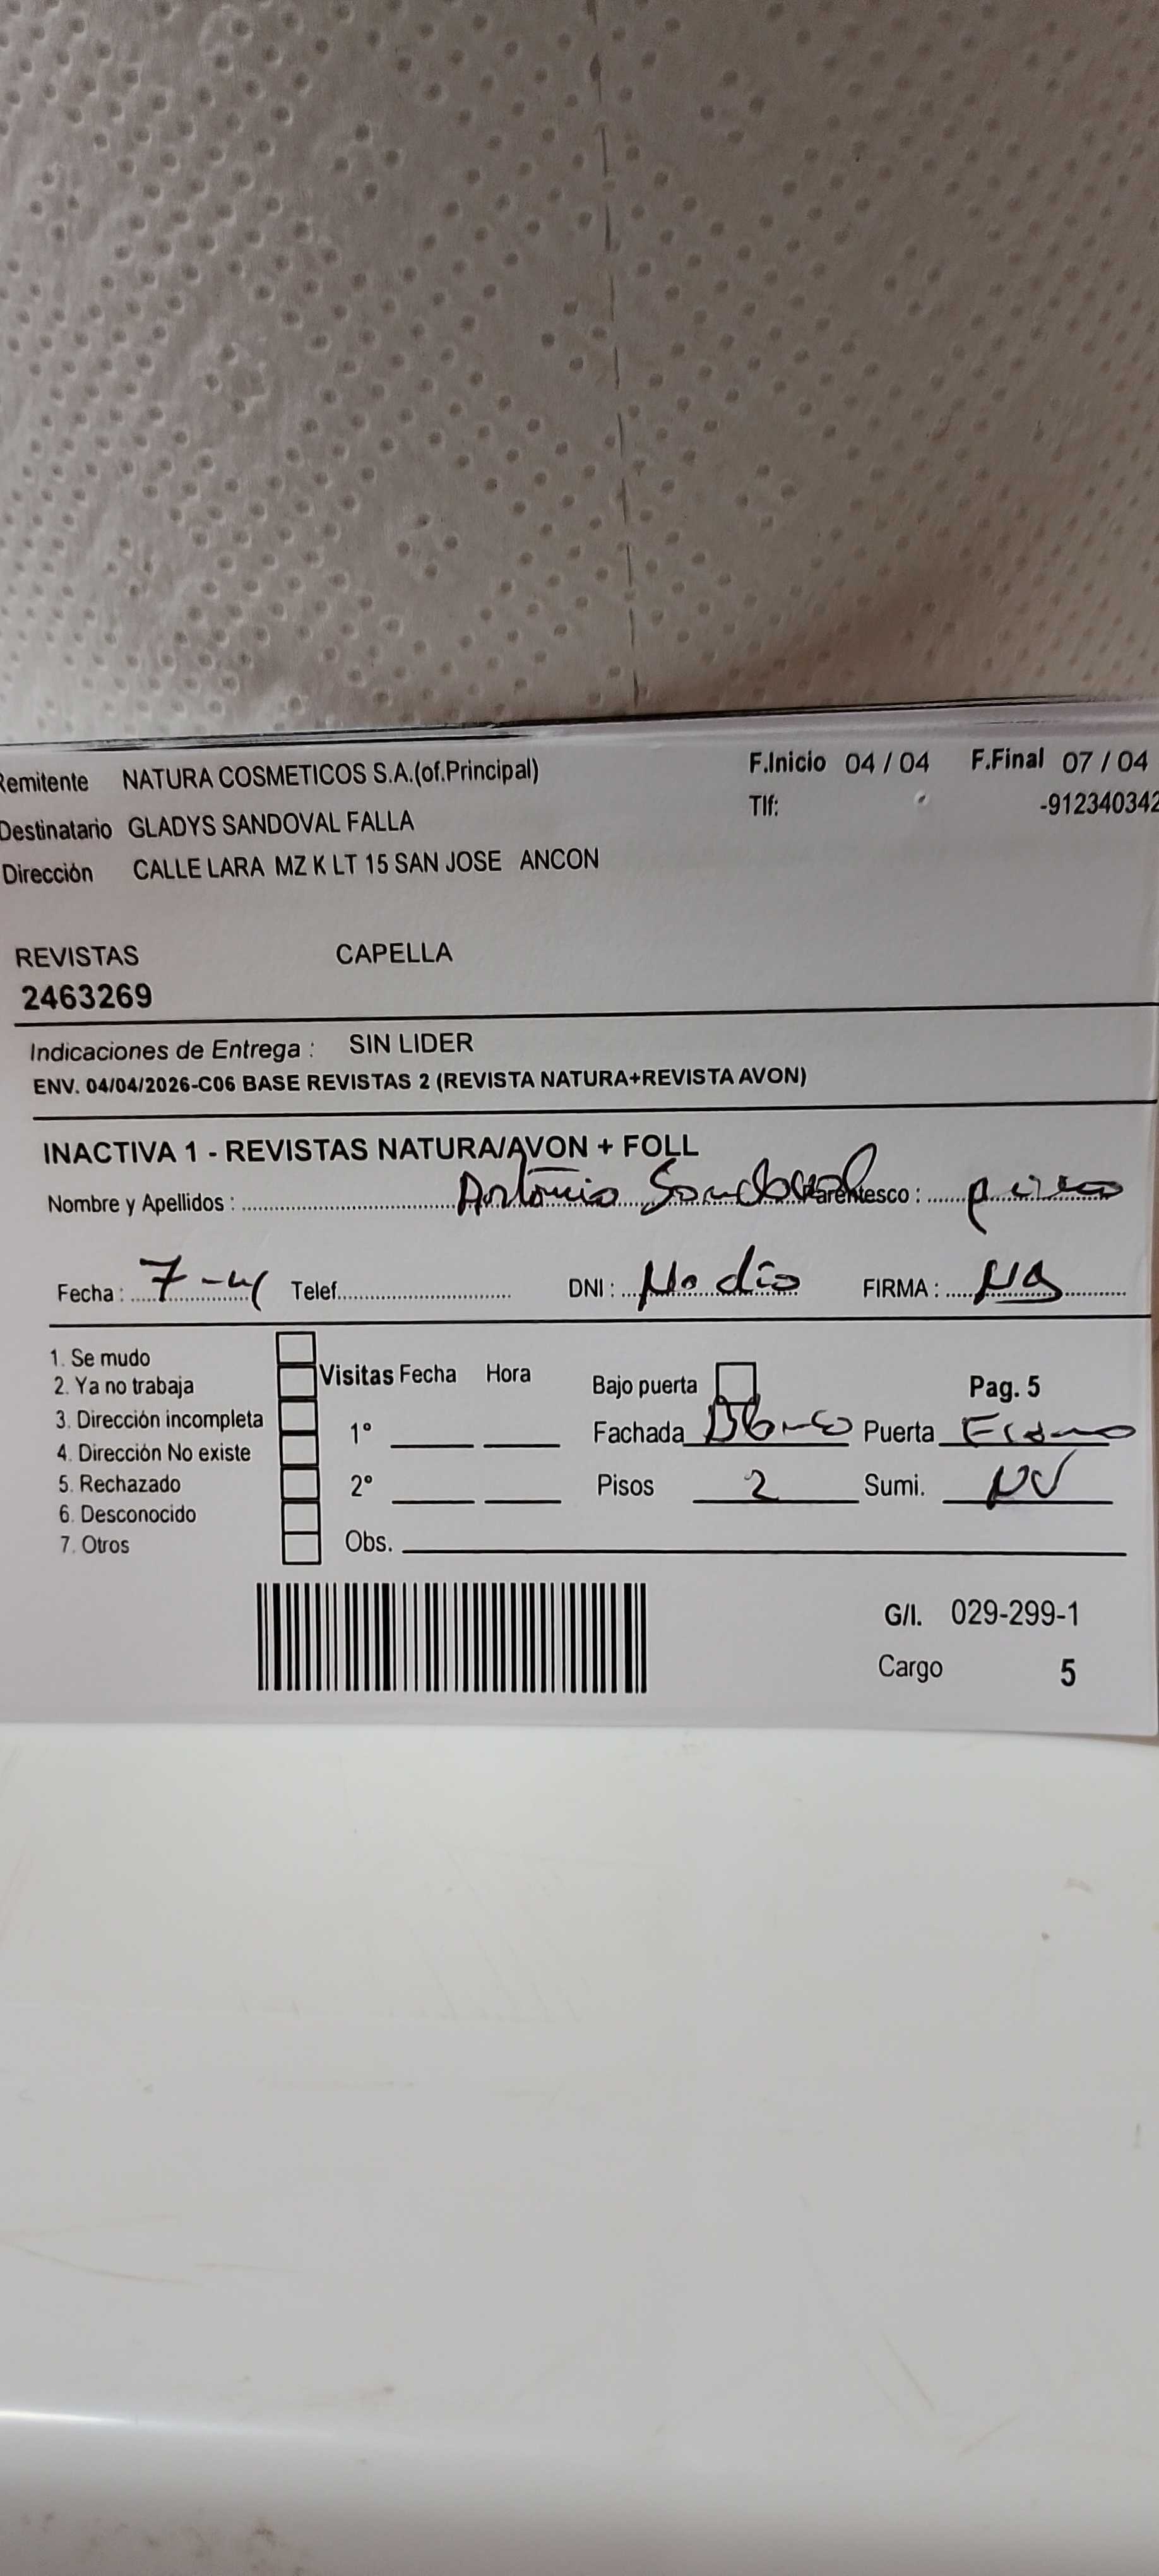 Remitente NATURA COSMETICOS S.A.(of.Principal) F.Inicio 04 / 04 F.Final 07 / 04
Destinatario GLADYS SANDOVAL FALLA Tlf: -912340342
Dirección CALLE LARA MZ K LT 15 SAN JOSE ANCON
REVISTAS CAPELLA
2463269
Indicaciones de Entrega : SIN LIDER
ENV. 04/04/2026-C06 BASE REVISTAS 2 (REVISTA NATURA+REVISTA AVON)
INACTIVA 1 - REVISTAS NATURA/AVON + FOLL
Nombre y Apellidos : Antonio Sandoval Parentesco :
Fecha : 7-4 Telef. DNI : No dio FIRMA :
1. Se mudo
2. Ya no trabaja Visitas Fecha Hora Bajo puerta Pag. 5
3. Dirección incompleta 1° Fachada Blanco Puerta
4. Dirección No existe
5. Rechazado 2° Pisos 2 Sumi. NV
6. Desconocido
7. Otros Obs.
G/I. 029-299-1
Cargo 5